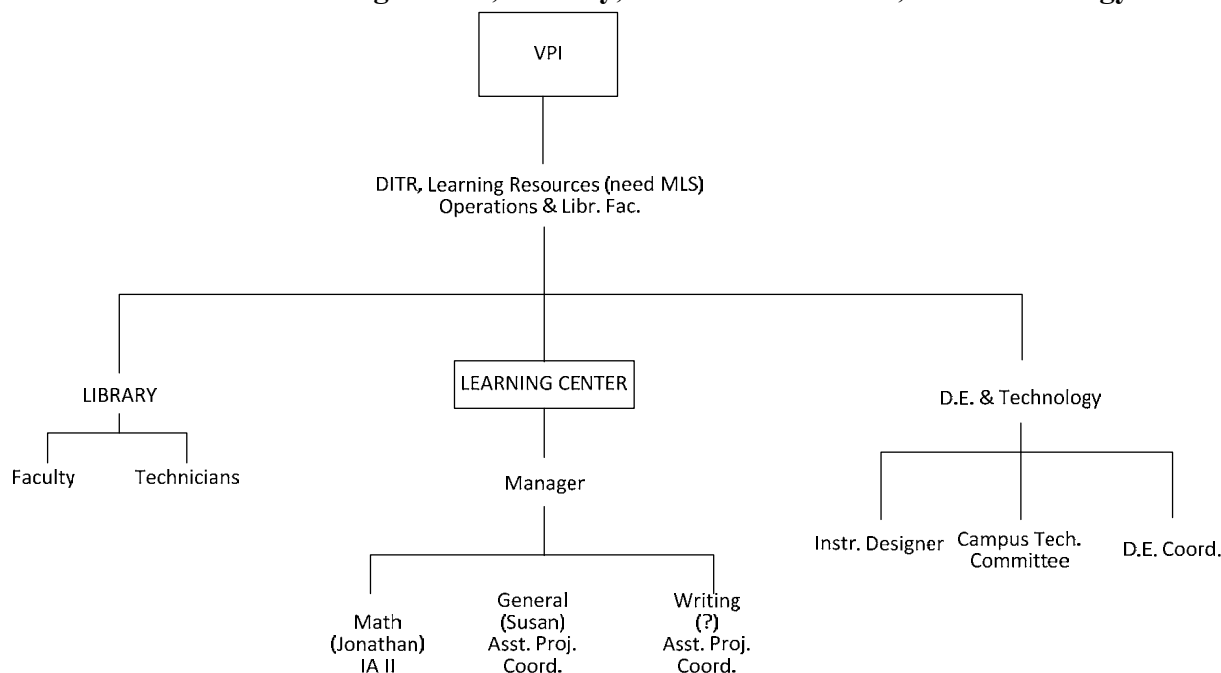 VPI
DITR, Learning Resources (need MLS)
Operations & Libr. Fac.
LIBRARY
LEARNING CENTER
D.E. & Technology
Faculty
Technicians
Manager
Instr. Designer
Campus Tech.
Committee
D.E. Coord.
Math
(Jonathan)
IA II
General
(Susan)
Asst. Proj.
Coord.
Writing
(?)
Asst. Proj.
Coord.